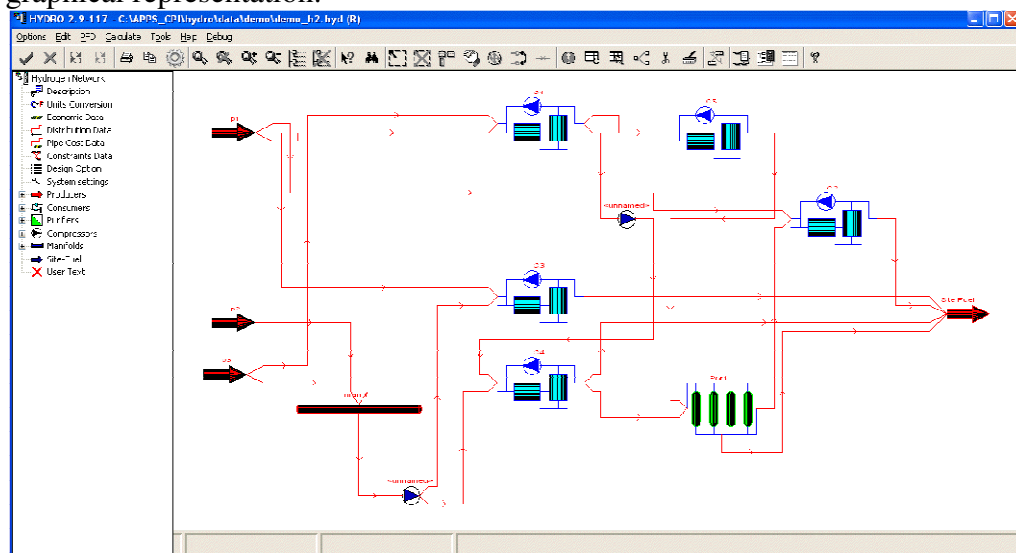 graphical representation.
HYDRO 2.9.117 - C:\APPS_CPI\hydro\data\demo\demo_h2.hyd (R)
Options Edit PFD Calculate Tools Help Debug
Hydrogen Network
Description
Units Conversion
Economic Data
Distribution Data
Pipe Cost Data
Constraints Data
Design Option
System settings
Producers
Consumers
Purifiers
Compressors
Manifolds
Site-Fuel
User Text
<unnamed>
Site Fuel
<unnamed>